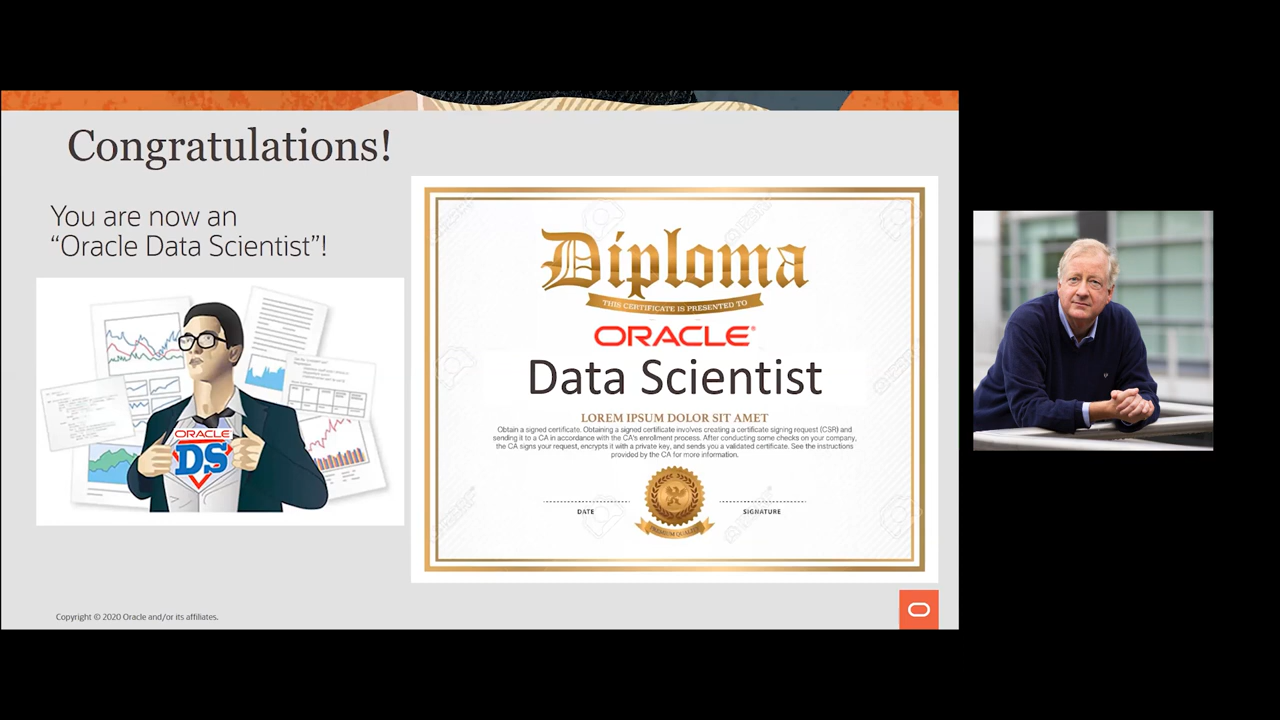 Congratulations!
You are now an
“Oracle Data Scientist”!
ORACLE
DS
Diploma
THIS CERTIFICATE IS PRESENTED TO
ORACLE®
Data Scientist
LOREM IPSUM DOLOR SIT AMET
Obtain a signed certificate. Obtaining a signed certificate involves creating a certificate signing request (CSR) and
sending it to a CA in accordance with the CA's enrollment process. After conducting some checks on your company,
the CA signs your request, encrypts it with a private key, and sends you a validated certificate. See the instructions
provided by the CA for more information.
DATE
SIGNATURE
PREMIUM QUALITY
Copyright © 2020 Oracle and/or its affiliates.